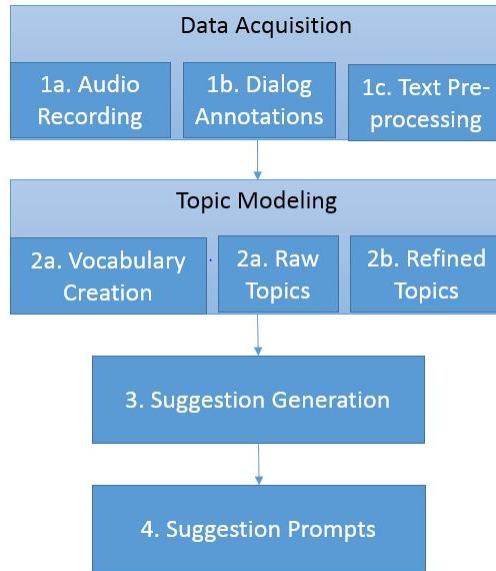 Data Acquisition
1a. Audio
Recording
1b. Dialog
Annotations
1c. Text Pre-
processing
Topic Modeling
2a. Vocabulary
Creation
2a. Raw
Topics
2b. Refined
Topics
3. Suggestion Generation
4. Suggestion Prompts